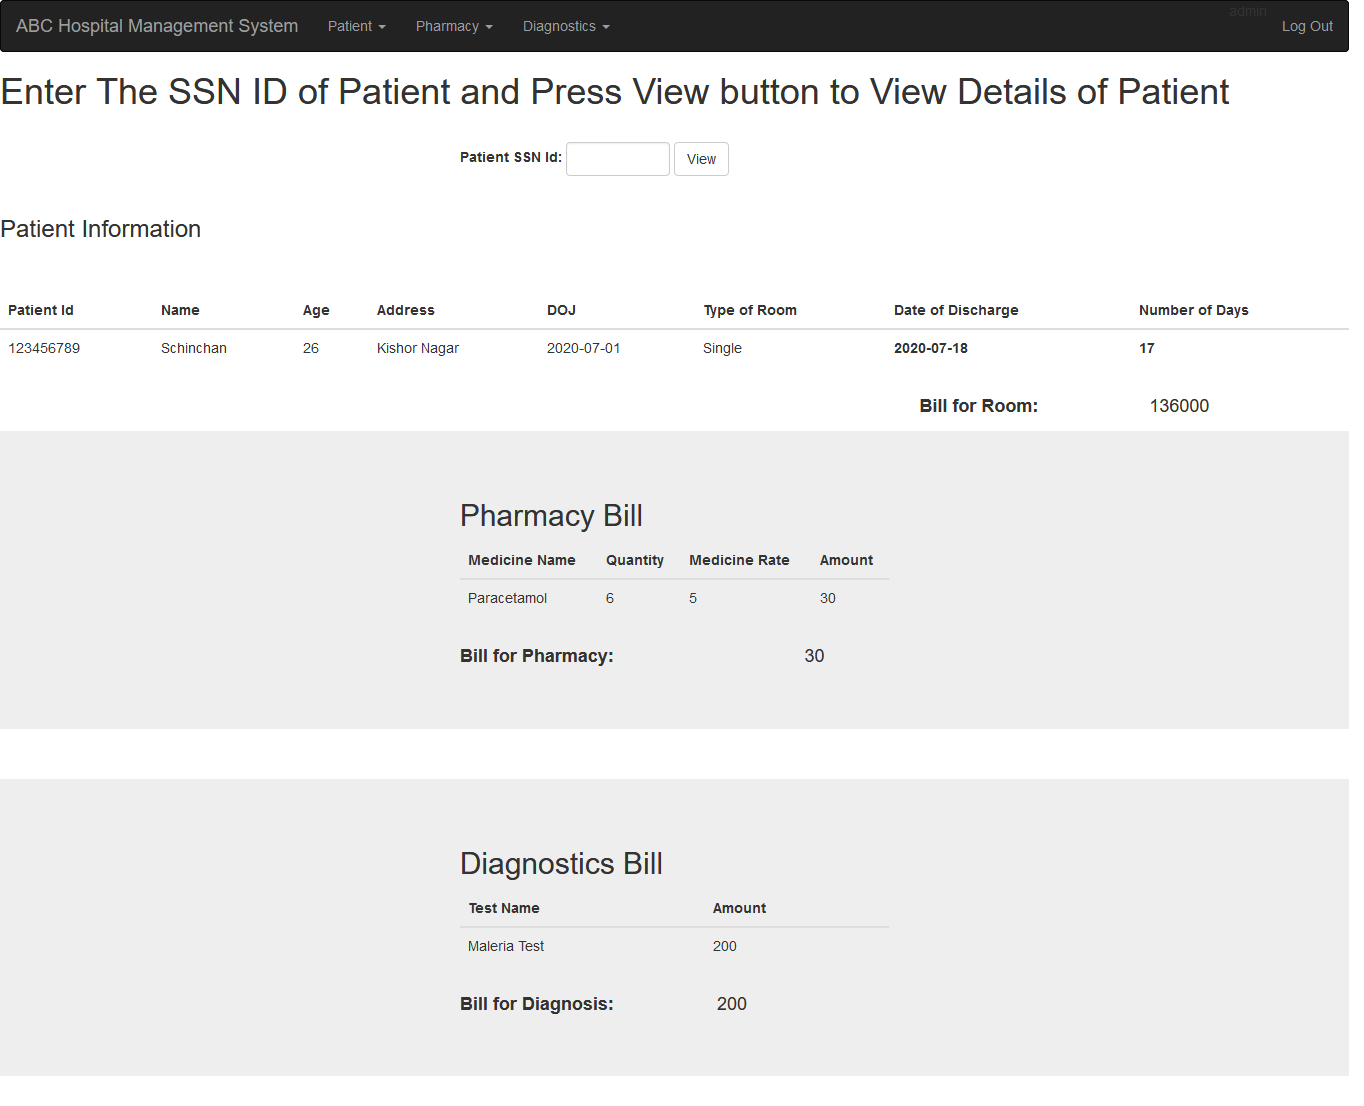 ABC Hospital Management System Patient Pharmacy Diagnostics admin Log Out
Enter The SSN ID of Patient and Press View button to View Details of Patient
Patient SSN Id: View
Patient Information
Patient Id Name Age Address DOJ Type of Room Date of Discharge Number of Days
123456789 Schinchan 26 Kishor Nagar 2020-07-01 Single 2020-07-18 17
Bill for Room: 136000
Pharmacy Bill
Medicine Name Quantity Medicine Rate Amount
Paracetamol 6 5 30
Bill for Pharmacy: 30
Diagnostics Bill
Test Name Amount
Maleria Test 200
Bill for Diagnosis: 200